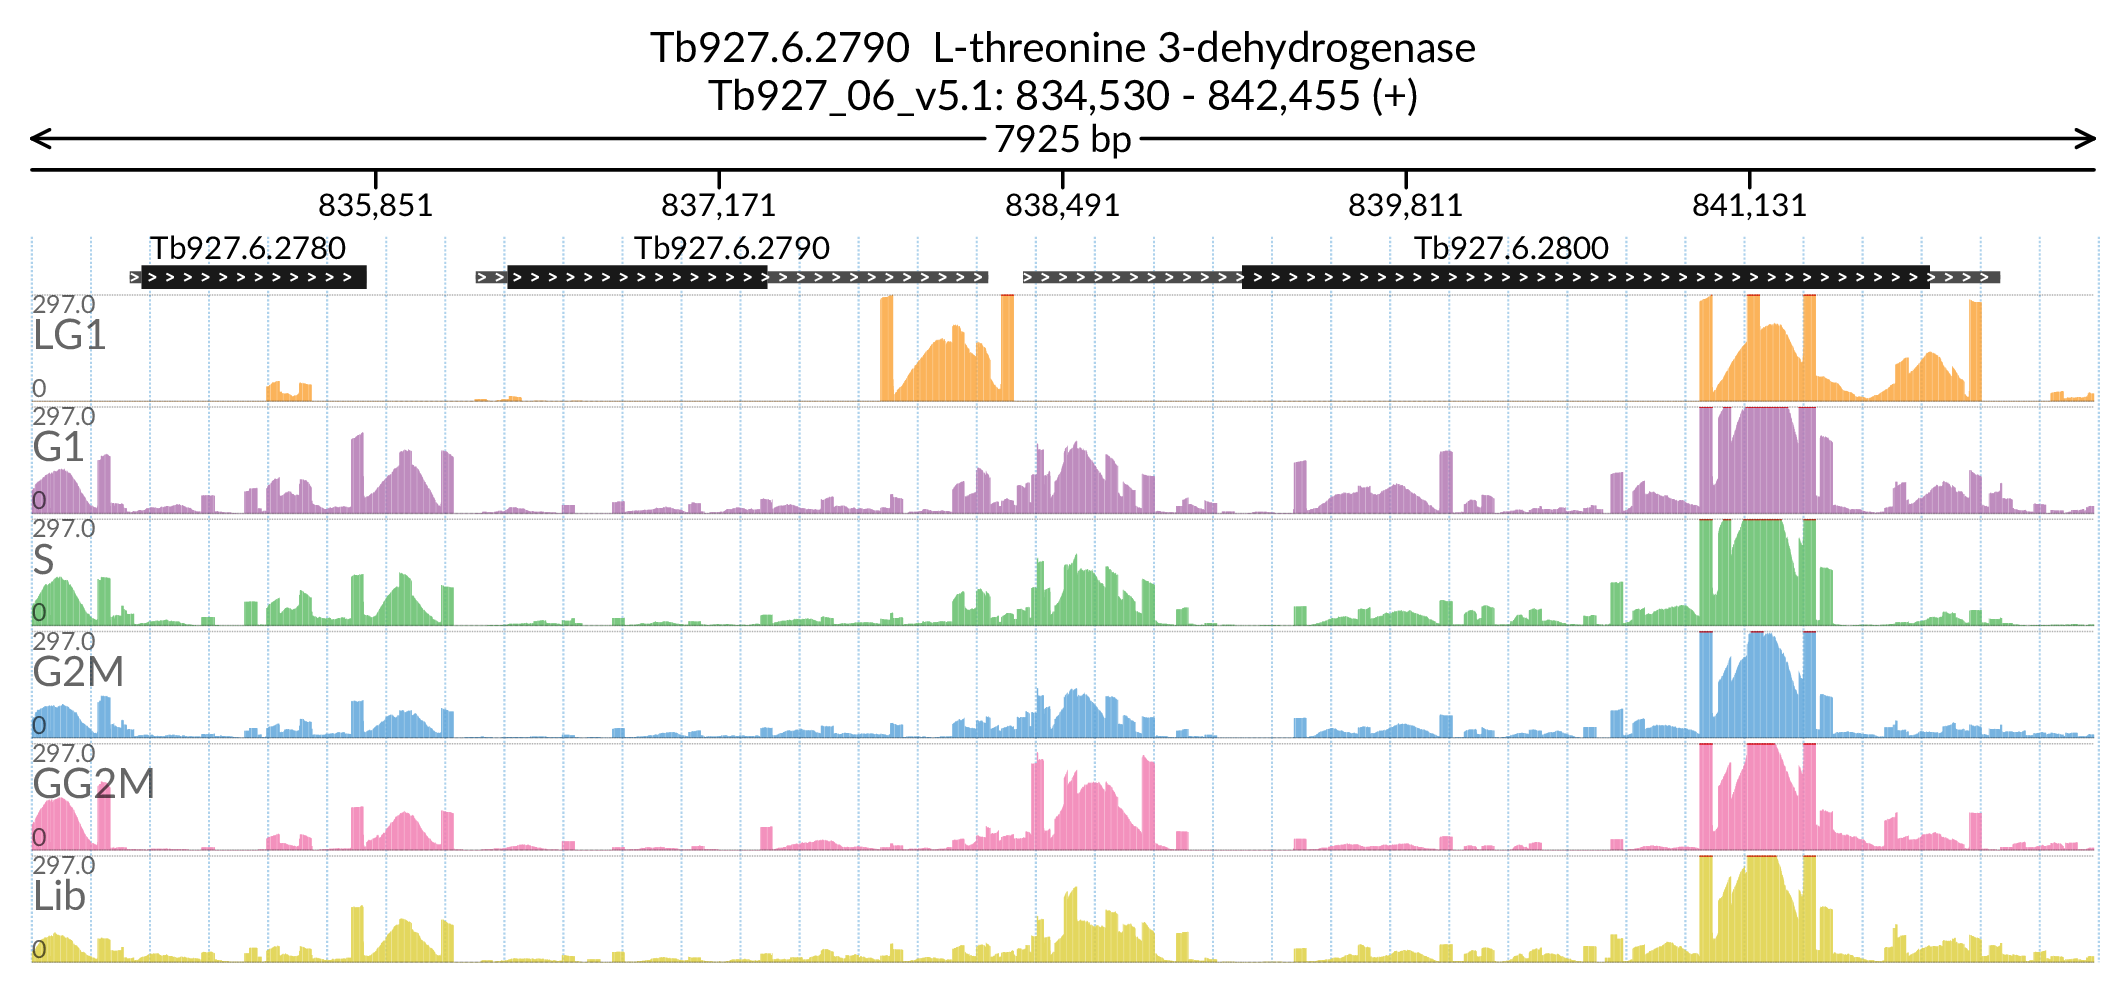 Tb927.6.2790  L-threonine 3-dehydrogenase
Tb927_06_v5.1: 834,530 - 842,455 (+)
7925 bp
835,851 837,171 838,491 839,811 841,131
Tb927.6.2780 Tb927.6.2790 Tb927.6.2800
297.0
LG1
0
297.0
G1
0
297.0
S
0
297.0
G2M
0
297.0
GG2M
0
297.0
Lib
0